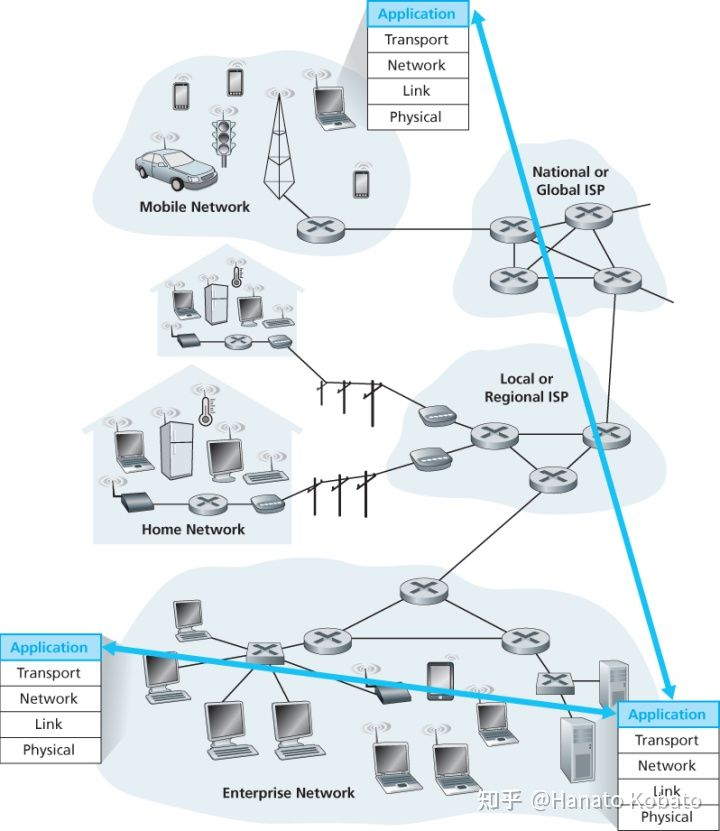 Application
Transport
Network
Link
Physical
National or
Global ISP
Mobile Network
Local or
Regional ISP
Home Network
Application
Transport
Network
Link
Physical
Application
Transport
Network
Link
Physical
Enterprise Network
知乎 @Hanato Kobato